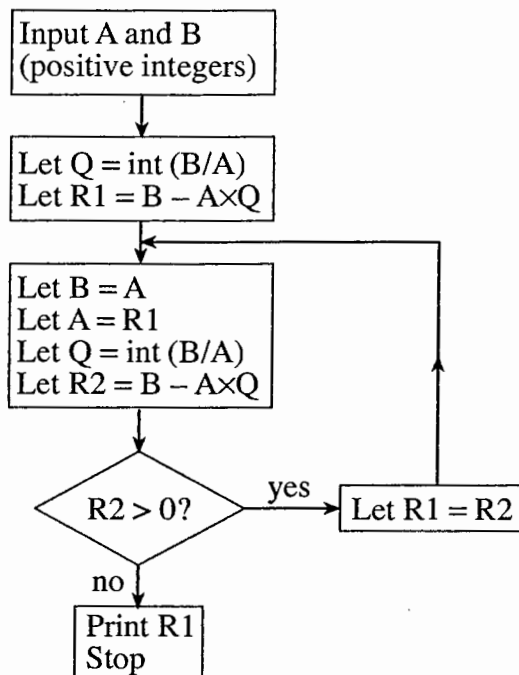 Input A and B
(positive integers)
Let Q = int (B/A)
Let R1 = B – A×Q
Let B = A
Let A = R1
Let Q = int (B/A)
Let R2 = B – A×Q
R2 > 0?
yes
Let R1 = R2
no
Print R1
Stop